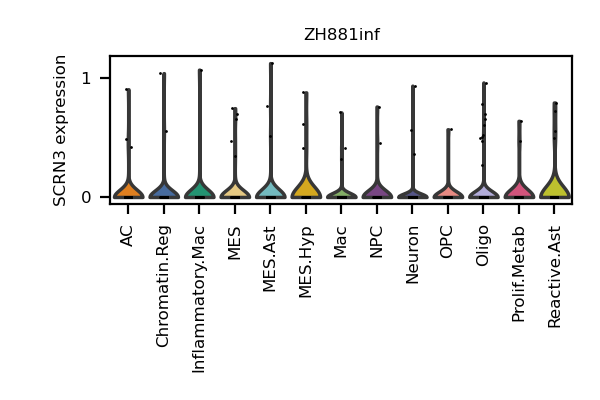 ZH881inf
SCRN3 expression
1
0
AC
Chromatin.Reg
Inflammatory.Mac
MES
MES.Ast
MES.Hyp
Mac
NPC
Neuron
OPC
Oligo
Prolif.Metab
Reactive.Ast